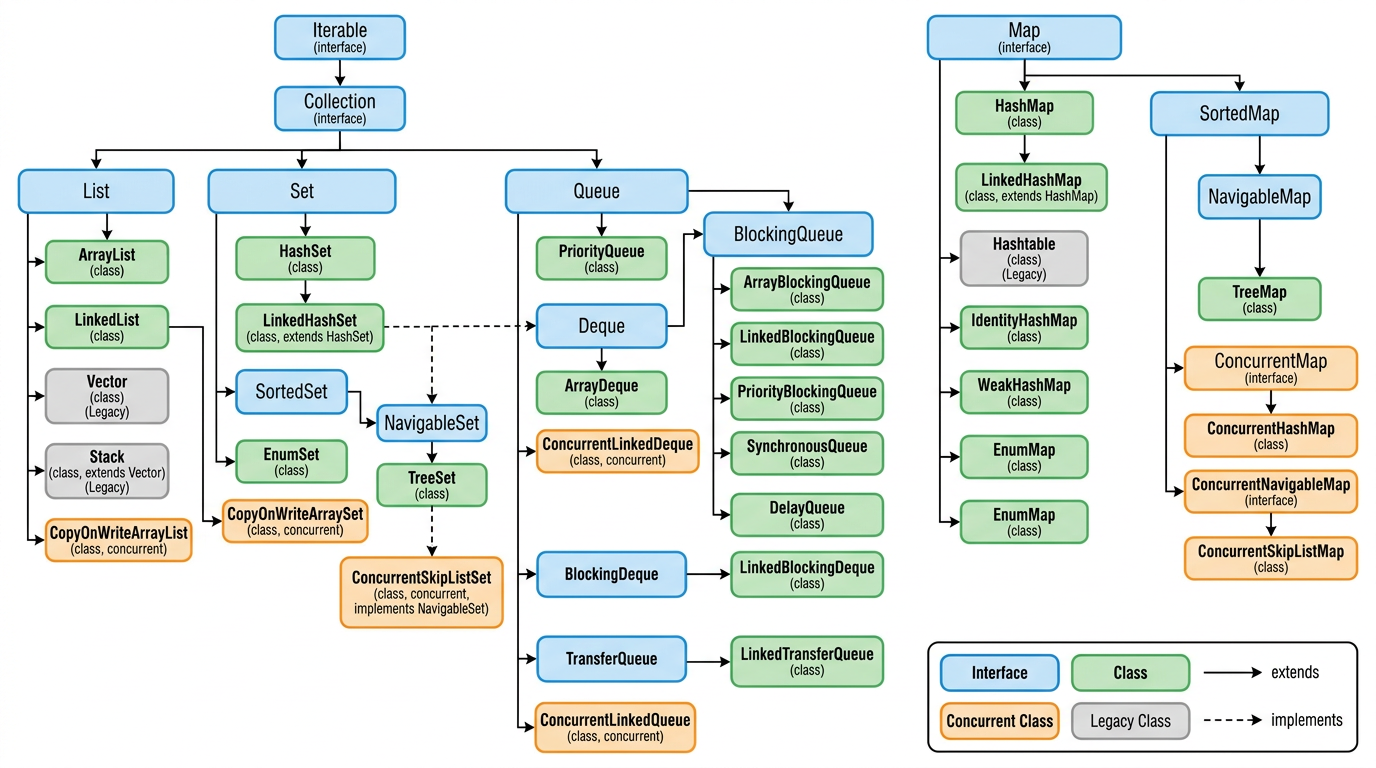 Iterable
(interface)
Collection
(interface)
List
Set
Queue
ArrayList
(class)
LinkedList
(class)
Vector
(class)
(Legacy)
Stack
(class, extends Vector)
(Legacy)
CopyOnWriteArrayList
(class, concurrent)
HashSet
(class)
LinkedHashSet
(class, extends HashSet)
SortedSet
NavigableSet
EnumSet
(class)
TreeSet
(class)
CopyOnWriteArraySet
(class, concurrent)
ConcurrentSkipListSet
(class, concurrent,
implements NavigableSet)
PriorityQueue
(class)
Deque
ArrayDeque
(class)
ConcurrentLinkedDeque
(class, concurrent)
BlockingDeque
TransferQueue
ConcurrentLinkedQueue
(class, concurrent)
BlockingQueue
ArrayBlockingQueue
(class)
LinkedBlockingQueue
(class)
PriorityBlockingQueue
(class)
SynchronousQueue
(class)
DelayQueue
(class)
LinkedBlockingDeque
(class)
LinkedTransferQueue
(class)
Map
(interface)
HashMap
(class)
LinkedHashMap
(class, extends HashMap)
Hashtable
(class)
(Legacy)
IdentityHashMap
(class)
WeakHashMap
(class)
EnumMap
(class)
EnumMap
(class)
SortedMap
NavigableMap
TreeMap
(class)
ConcurrentMap
(interface)
ConcurrentHashMap
(class)
ConcurrentNavigableMap
(interface)
ConcurrentSkipListMap
(class)
Interface
Class
extends
Concurrent Class
Legacy Class
implements